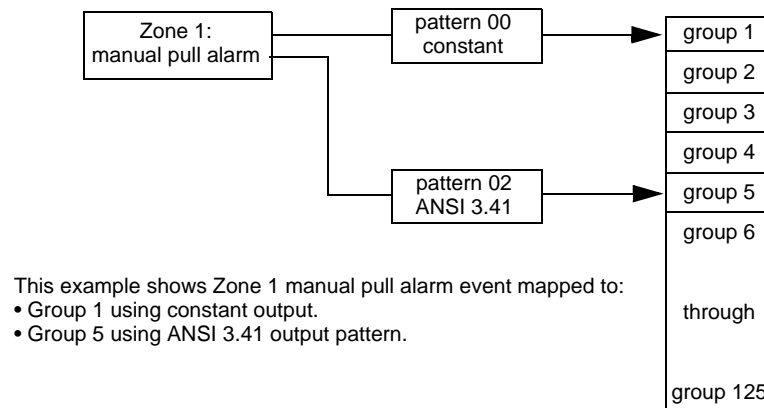 Zone 1:
manual pull alarm
pattern 00
constant
pattern 02
ANSI 3.41
group 1
group 2
group 3
group 4
group 5
group 6
through
group 125
This example shows Zone 1 manual pull alarm event mapped to:
• Group 1 using constant output.
• Group 5 using ANSI 3.41 output pattern.